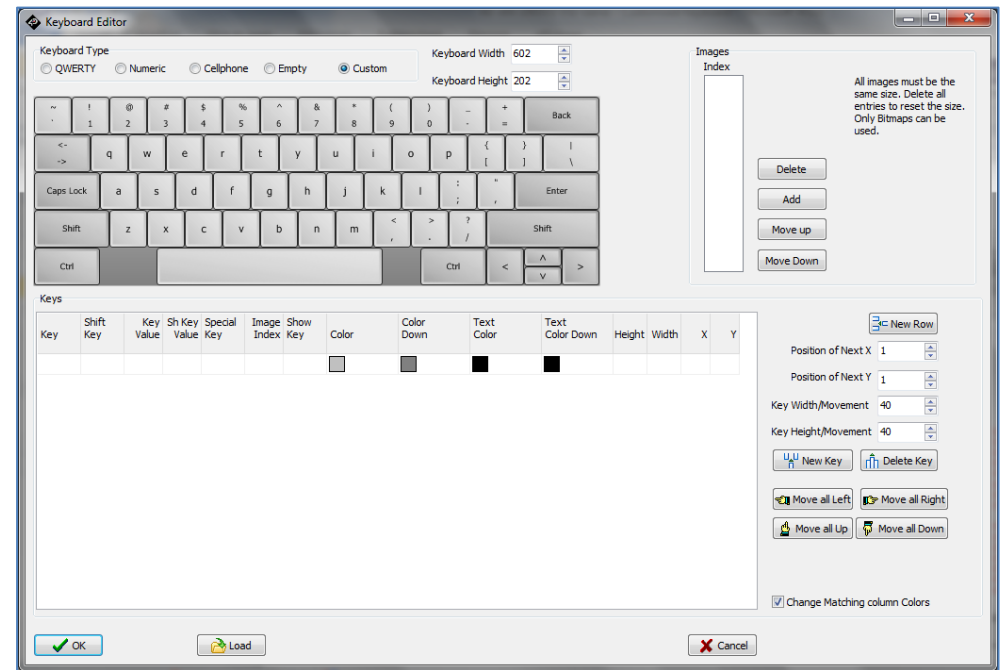 Keyboard Editor
Keyboard Type
QWERTY Numeric Cellphone Empty Custom
Keyboard Width 602
Keyboard Height 202
Images
Index
All images must be the
same size. Delete all
entries to reset the size.
Only Bitmaps can be
used.
Delete
Add
Move up
Move Down
~ ! @ # $ % ^ & * ( ) _ +
` 1 2 3 4 5 6 7 8 9 0 - = Back
<- { } |
-> q w e r t y u i o p [ ] \
Caps Lock a s d f g h j k l : " Enter
; '
Shift z x c v b n m < > ? Shift
, . /
Ctrl Ctrl < ^ >
v
Keys
Key Shift Key Key Value Sh Key Value Special Key Image Index Show Key Color Color Down Text Color Text Color Down Height Width X Y
New Row
Position of Next X 1
Position of Next Y 1
Key Width/Movement 40
Key Height/Movement 40
New Key Delete Key
Move all Left Move all Right
Move all Up Move all Down
Change Matching column Colors
OK Load Cancel